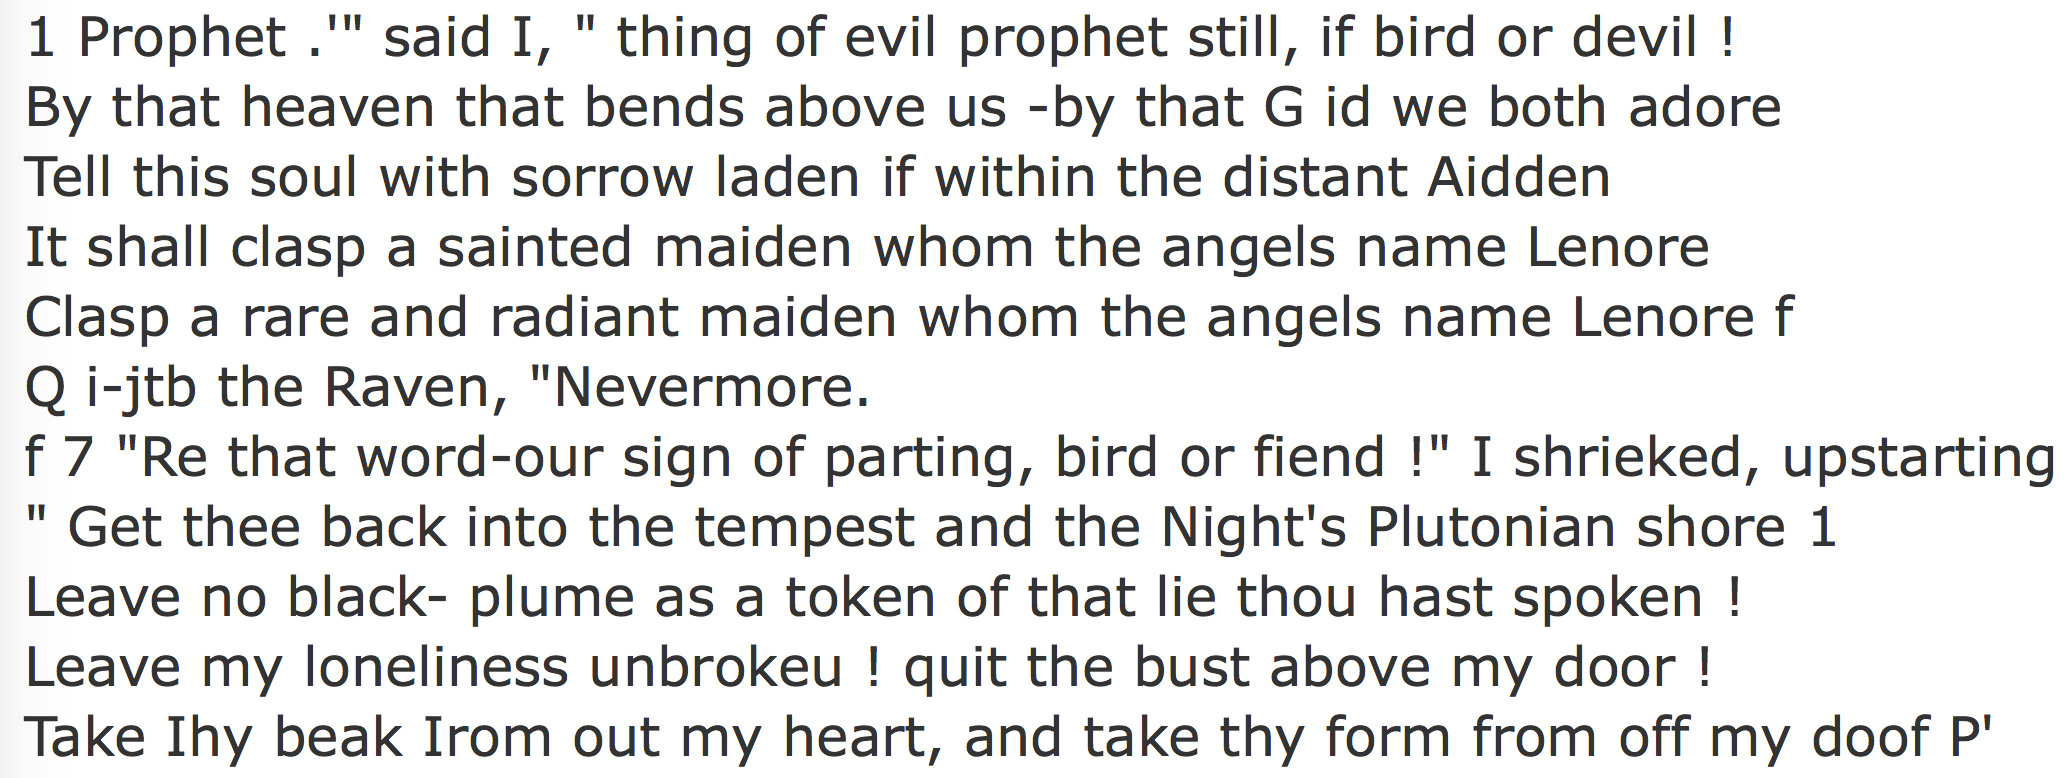 1 Prophet .'" said I, " thing of evil prophet still, if bird or devil !
By that heaven that bends above us -by that G id we both adore
Tell this soul with sorrow laden if within the distant Aidden
It shall clasp a sainted maiden whom the angels name Lenore
Clasp a rare and radiant maiden whom the angels name Lenore f
Q i-jtb the Raven, "Nevermore.
f 7 "Re that word-our sign of parting, bird or fiend !" I shrieked, upstarting
" Get thee back into the tempest and the Night's Plutonian shore 1
Leave no black- plume as a token of that lie thou hast spoken !
Leave my loneliness unbrokeu ! quit the bust above my door !
Take Ihy beak Irom out my heart, and take thy form from off my doof P'